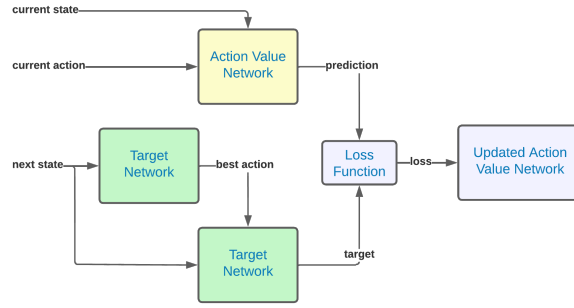 current state
current action
Action Value
Network
prediction
next state
Target
Network
best action
Loss
Function
loss
Updated Action
Value Network
Target
Network
target